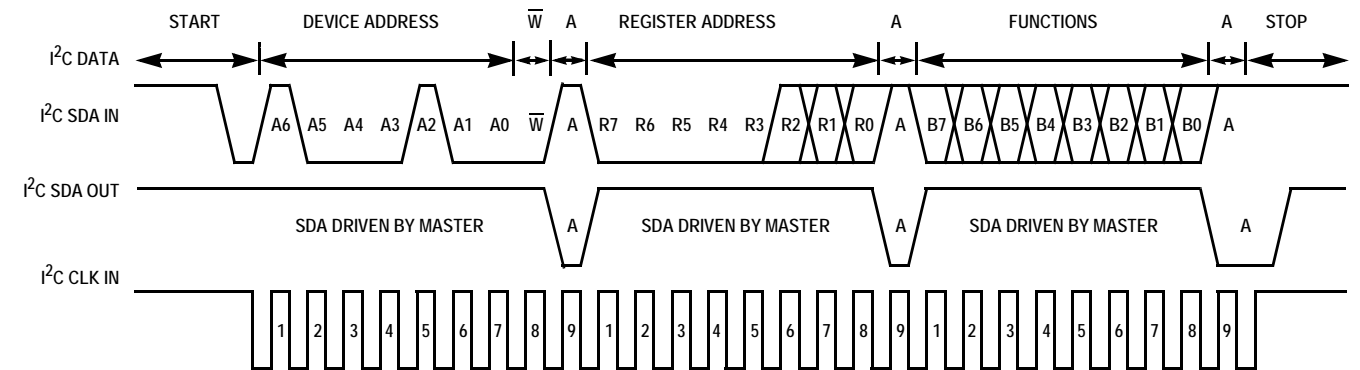 START DEVICE ADDRESS W̅ A REGISTER ADDRESS A FUNCTIONS A STOP
I²C DATA
I²C SDA IN A6 A5 A4 A3 A2 A1 A0 W̅ A R7 R6 R5 R4 R3 R2 R1 R0 A B7 B6 B5 B4 B3 B2 B1 B0 A
I²C SDA OUT
SDA DRIVEN BY MASTER A SDA DRIVEN BY MASTER A SDA DRIVEN BY MASTER A
I²C CLK IN
1 2 3 4 5 6 7 8 9 1 2 3 4 5 6 7 8 9 1 2 3 4 5 6 7 8 9